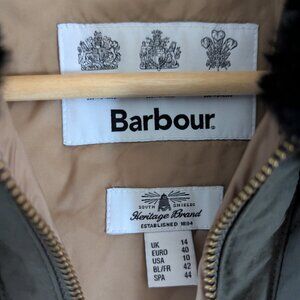 Barbour
SOUTH SHIELDS
Heritage Brand
ESTABLISHED 1894
UK 14
EURO 40
USA 10
BL/FR 42
SPA 44